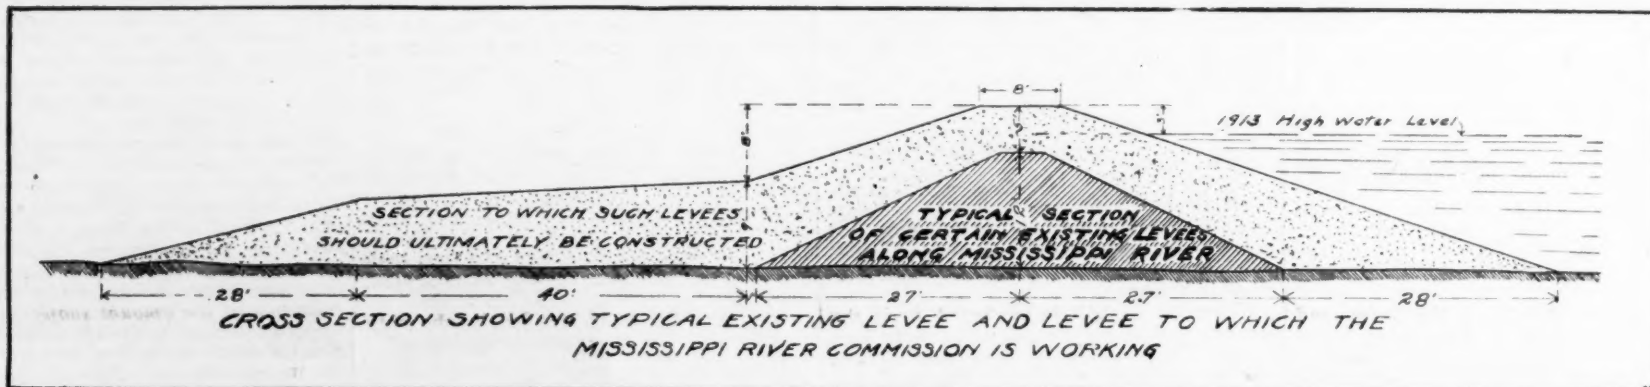 8'
1913 High Water Level
8'
SECTION TO WHICH SUCH LEVEES
SHOULD ULTIMATELY BE CONSTRUCTED
TYPICAL SECTION
OF CERTAIN EXISTING LEVEES
ALONG MISSISSIPPI RIVER
28' 40' 27' 27' 28'
CROSS SECTION SHOWING TYPICAL EXISTING LEVEE AND LEVEE TO WHICH THE
MISSISSIPPI RIVER COMMISSION IS WORKING